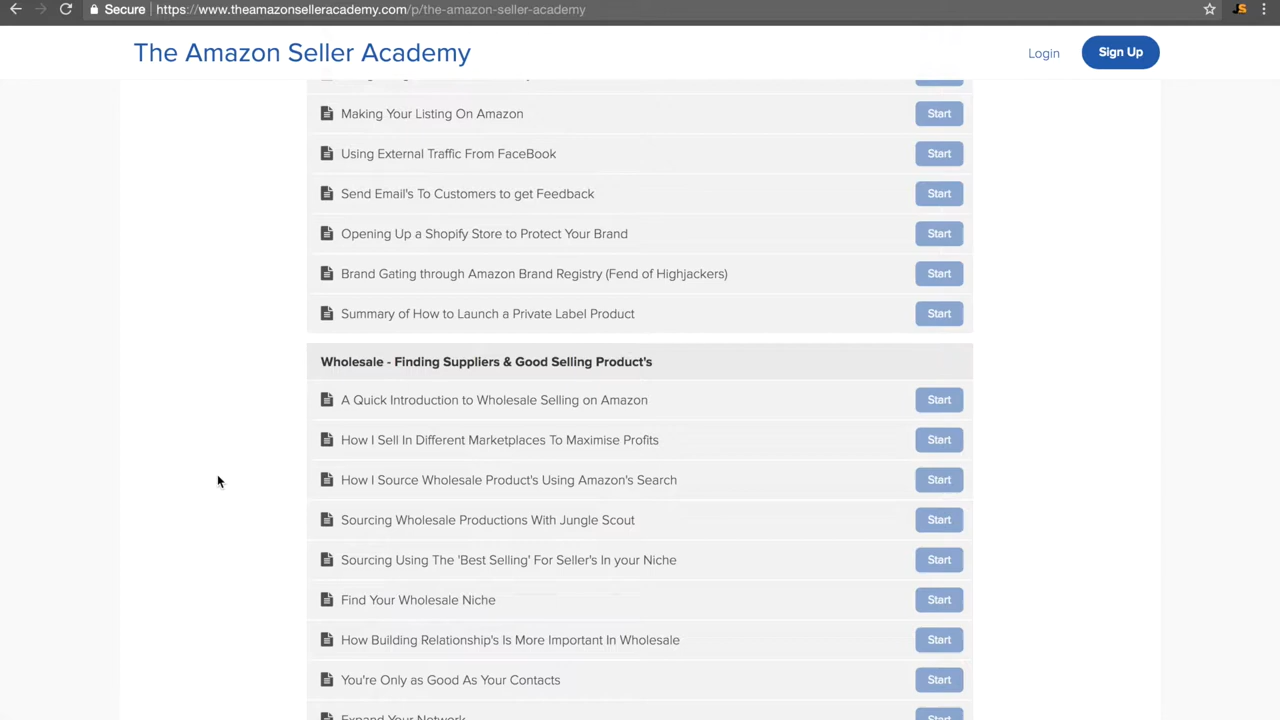 Secure https://www.theamazonselleracademy.com/p/the-amazon-seller-academy JS
The Amazon Seller Academy Login Sign Up
Making Your Listing On Amazon Start
Using External Traffic From FaceBook Start
Send Email's To Customers to get Feedback Start
Opening Up a Shopify Store to Protect Your Brand Start
Brand Gating through Amazon Brand Registry (Fend of Highjackers) Start
Summary of How to Launch a Private Label Product Start
Wholesale - Finding Suppliers & Good Selling Product's
A Quick Introduction to Wholesale Selling on Amazon Start
How I Sell In Different Marketplaces To Maximise Profits Start
How I Source Wholesale Product's Using Amazon's Search Start
Sourcing Wholesale Productions With Jungle Scout Start
Sourcing Using The 'Best Selling' For Seller's In your Niche Start
Find Your Wholesale Niche Start
How Building Relationship's Is More Important In Wholesale Start
You're Only as Good As Your Contacts Start
Expand Your Network Start